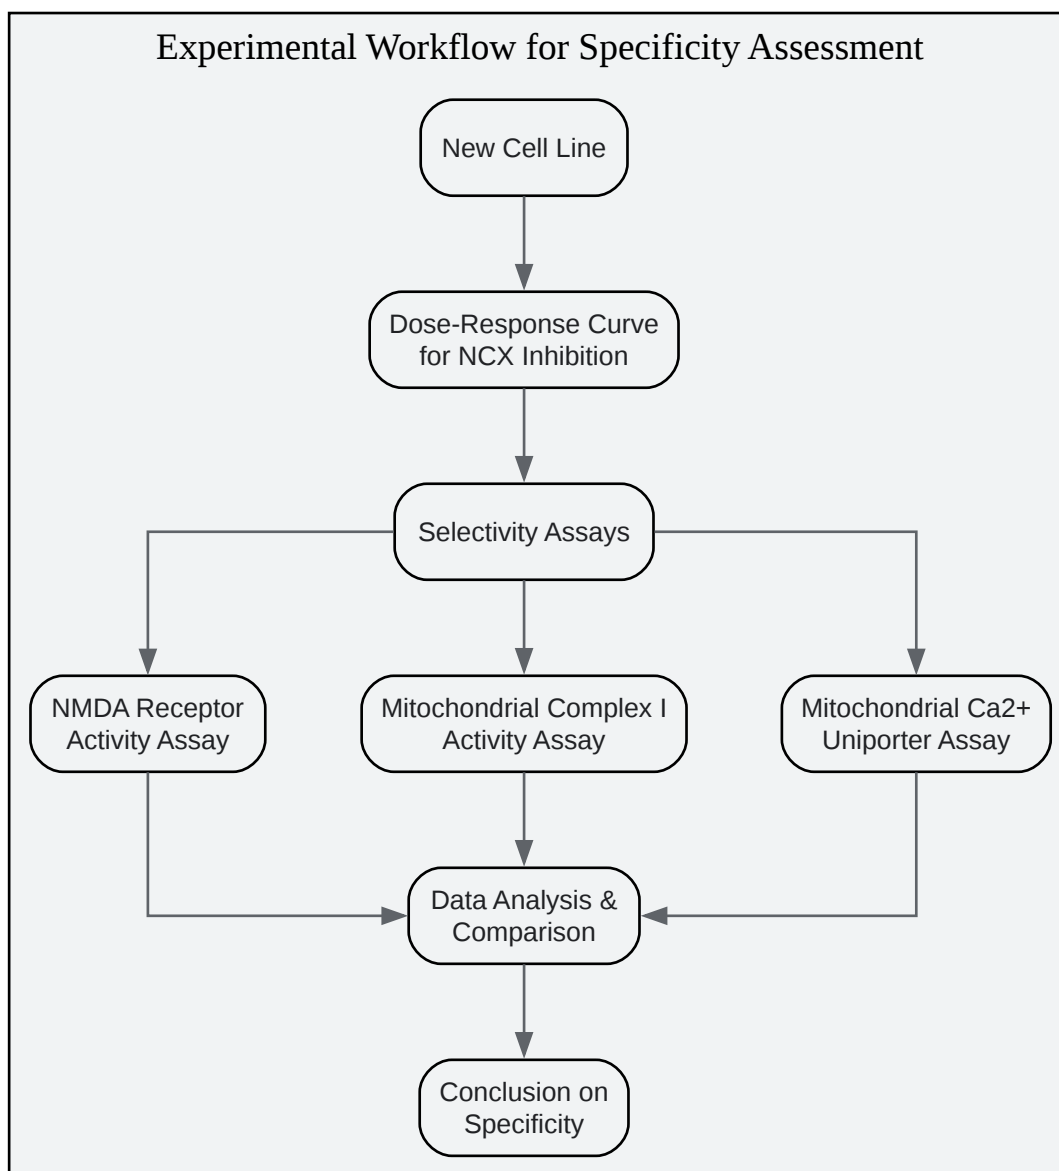 Experimental Workflow for Specificity Assessment
New Cell Line
Dose-Response Curve
for NCX Inhibition
Selectivity Assays
NMDA Receptor
Activity Assay
Mitochondrial Complex I
Activity Assay
Mitochondrial Ca2+
Uniporter Assay
Data Analysis &
Comparison
Conclusion on
Specificity